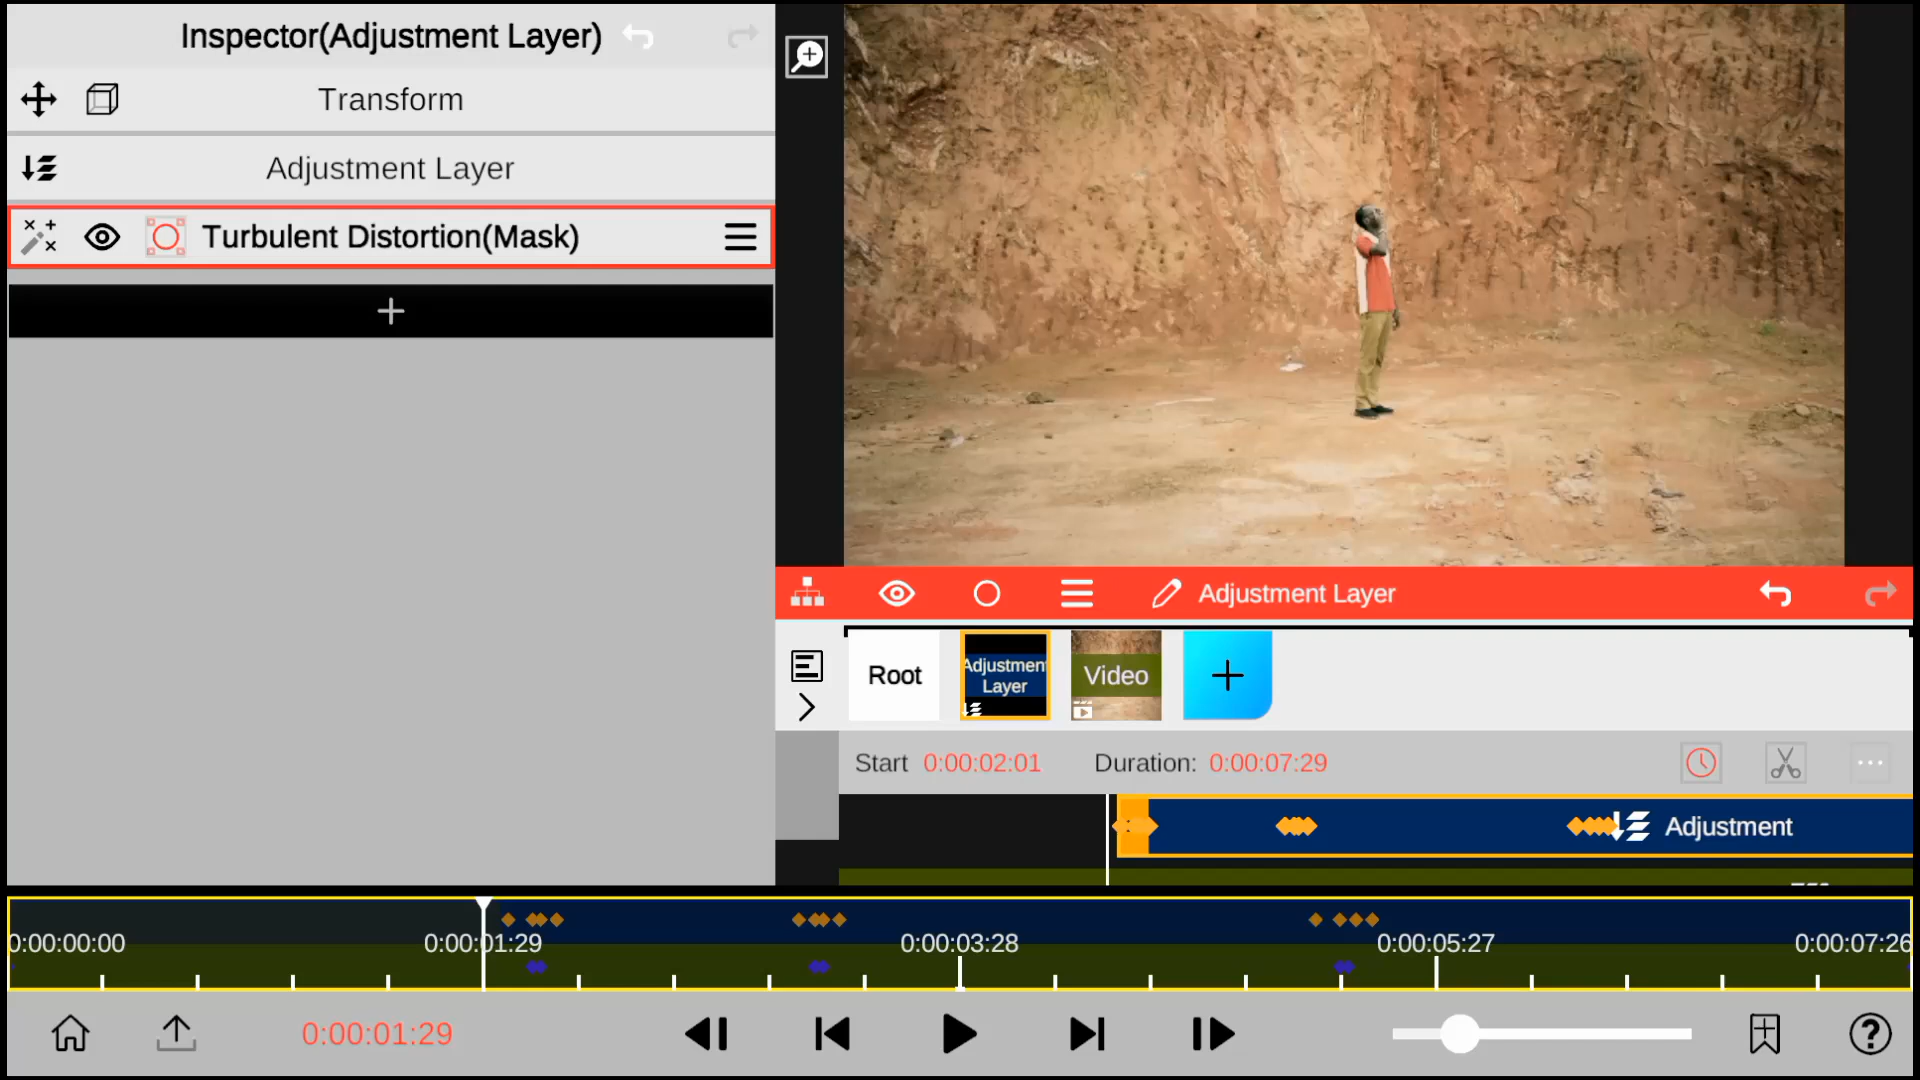 Inspector(Adjustment Layer)
Transform
Adjustment Layer
Turbulent Distortion(Mask)
Adjustment Layer
Root
Adjustment
Layer
Video
Start 0:00:02:01 Duration: 0:00:07:29
Adjustment
0:00:00:00 0:00:01:29 0:00:03:28 0:00:05:27 0:00:07:26
0:00:01:29